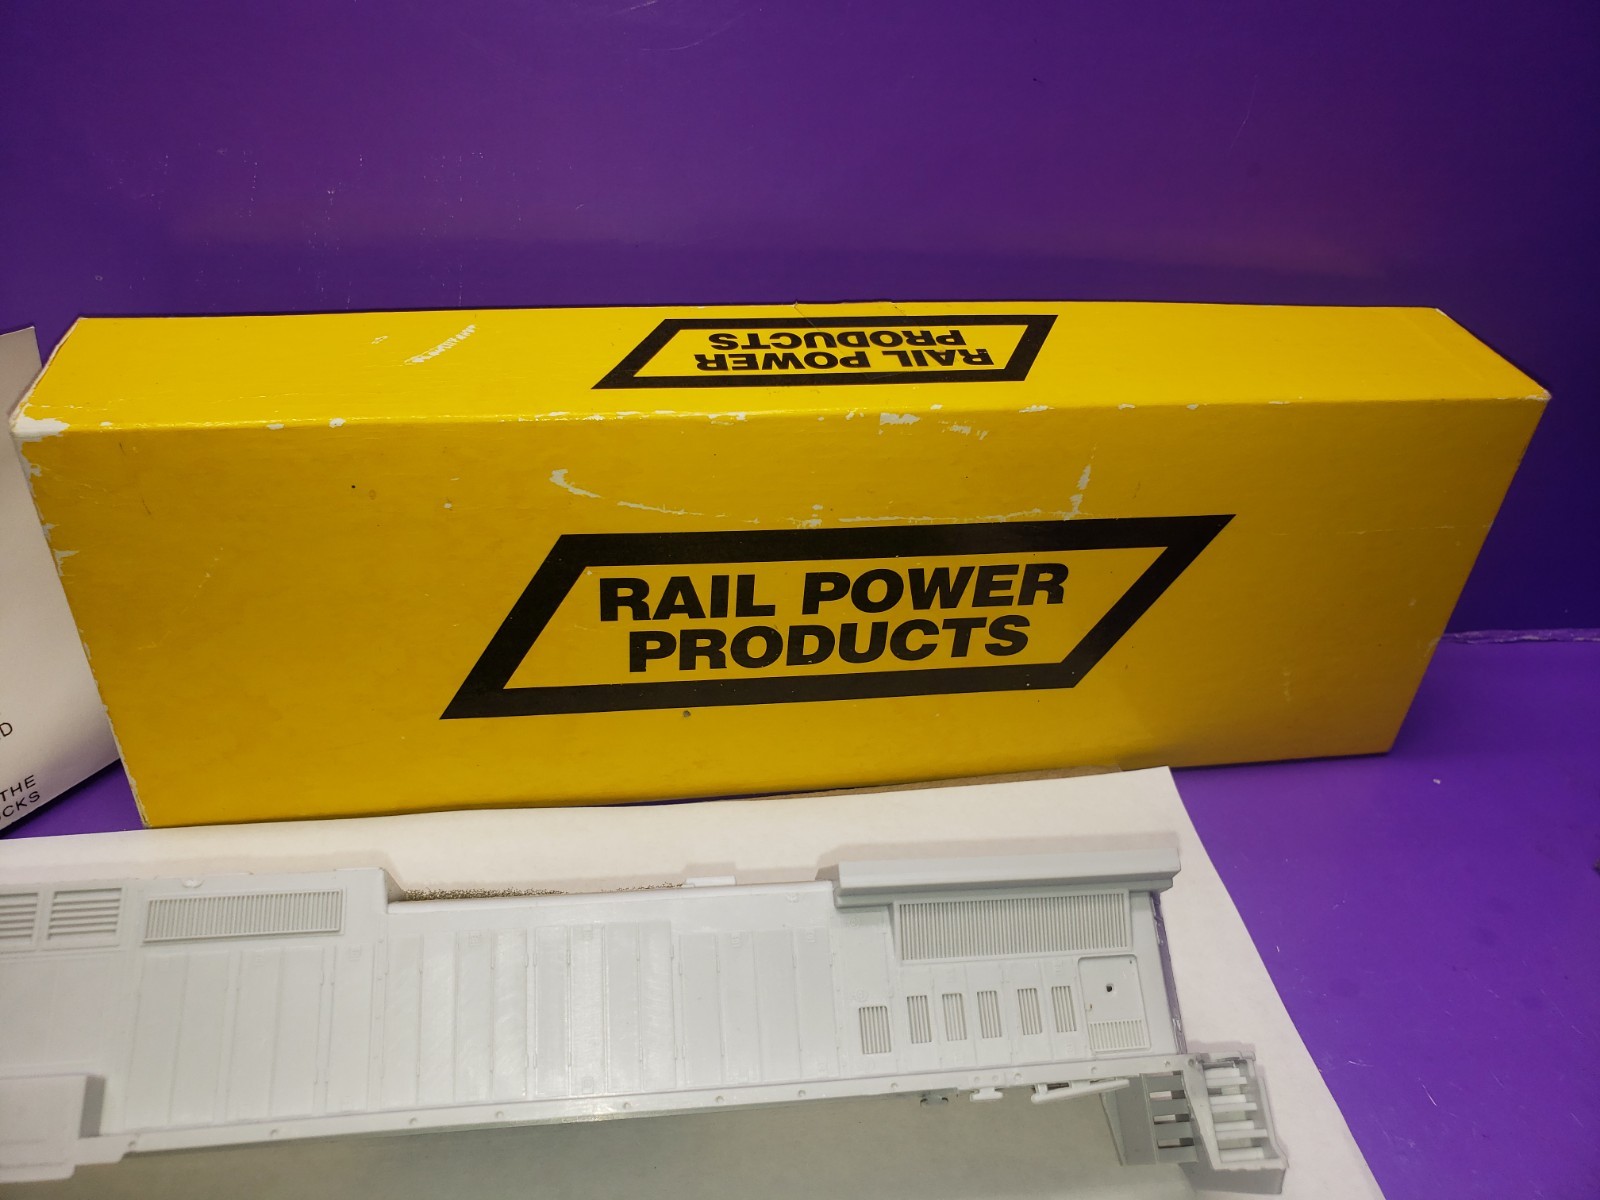 RAIL POWER
PRODUCTS
RAIL POWER
PRODUCTS
D
THE
CKS